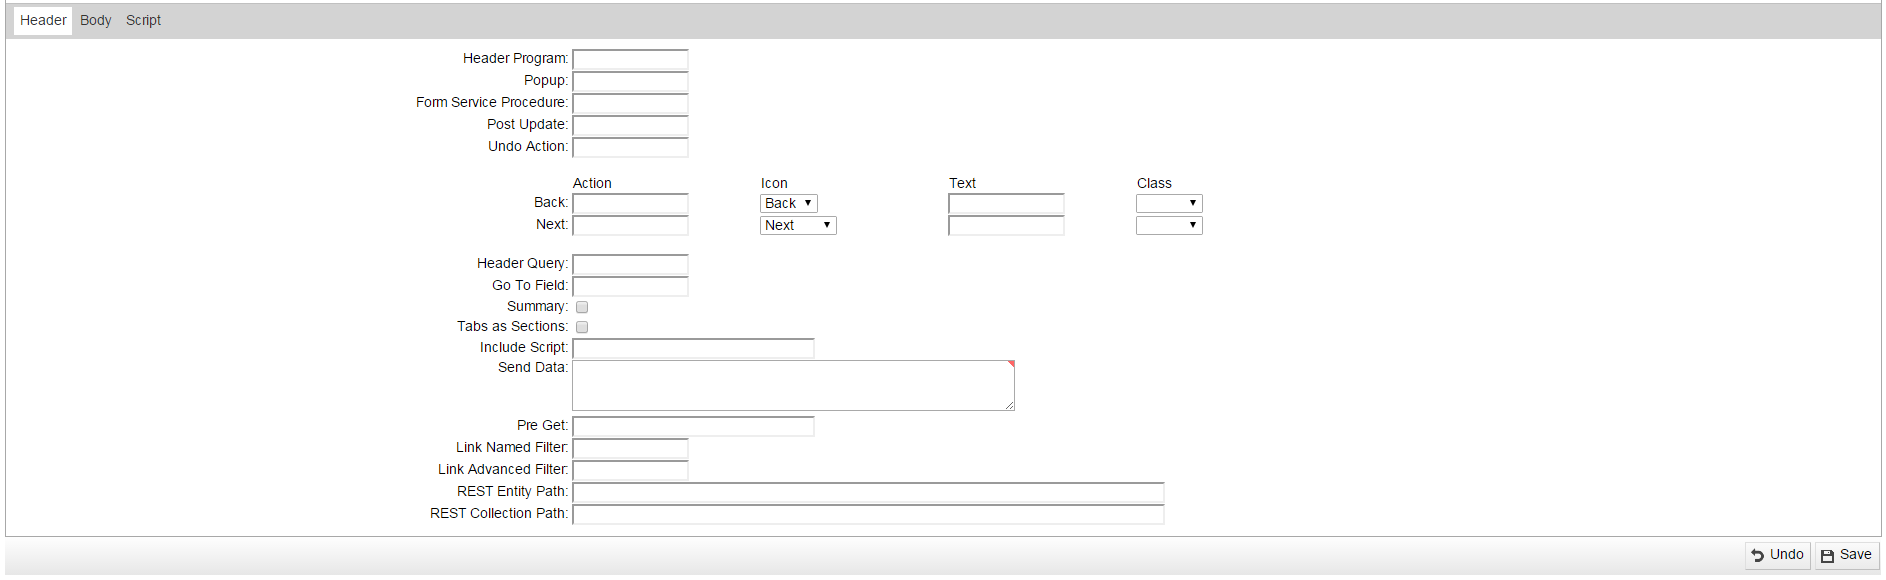 Header Body Script
Header Program:
Popup:
Form Service Procedure:
Post Update:
Undo Action:
Action Icon Text Class
Back: Back
Next: Next
Header Query:
Go To Field:
Summary:
Tabs as Sections:
Include Script:
Send Data:
Pre Get:
Link Named Filter:
Link Advanced Filter:
REST Entity Path:
REST Collection Path:
Undo Save